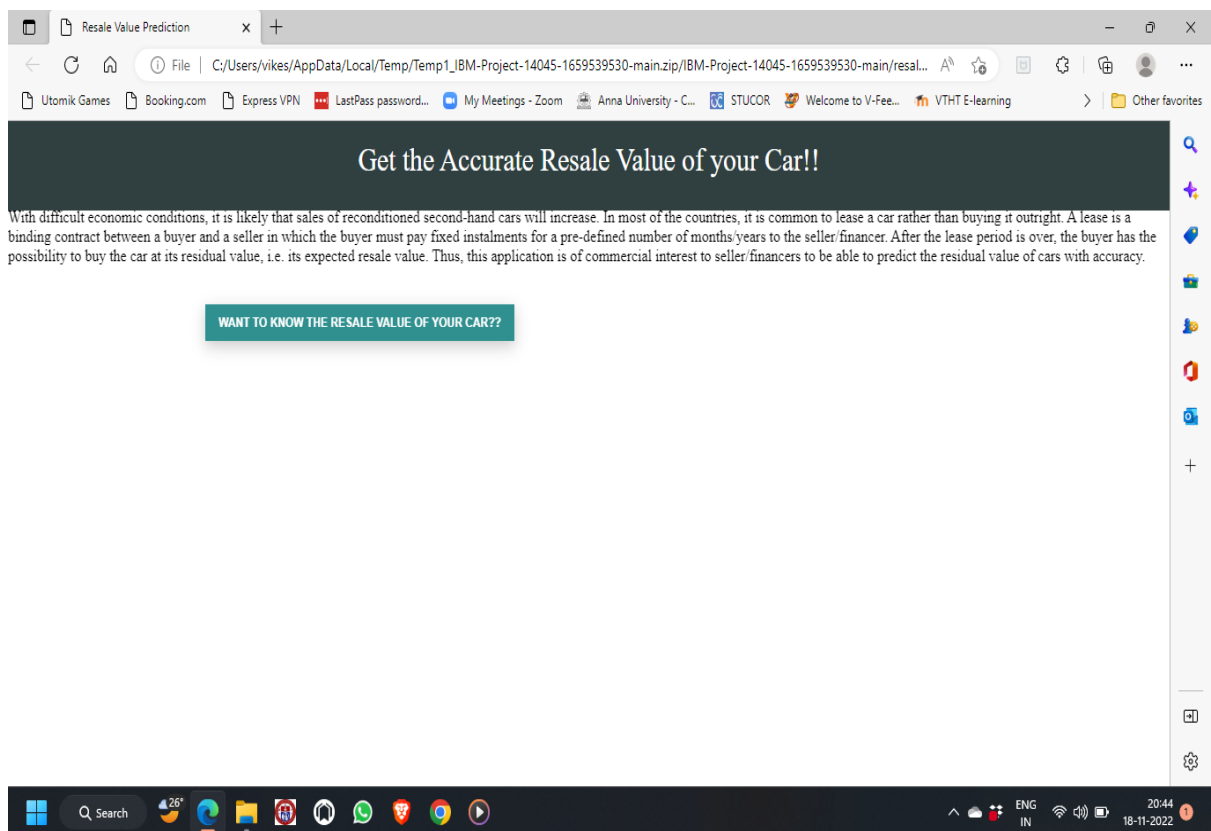 Resale Value Prediction
File C:/Users/vikes/AppData/Local/Temp/Temp1_IBM-Project-14045-1659539530-main.zip/IBM-Project-14045-1659539530-main/resal...
Utomik Games Booking.com Express VPN LastPass password... My Meetings - Zoom Anna University - C... STUCOR Welcome to V-Fee... VTHT E-learning Other favorites
Get the Accurate Resale Value of your Car!!
With difficult economic conditions, it is likely that sales of reconditioned second-hand cars will increase. In most of the countries, it is common to lease a car rather than buying it outright. A lease is a
binding contract between a buyer and a seller in which the buyer must pay fixed instalments for a pre-defined number of months/years to the seller/financer. After the lease period is over, the buyer has the
possibility to buy the car at its residual value, i.e. its expected resale value. Thus, this application is of commercial interest to seller/financers to be able to predict the residual value of cars with accuracy.
WANT TO KNOW THE RESALE VALUE OF YOUR CAR??
Search 26° ENG 20:44 1
IN 18-11-2022